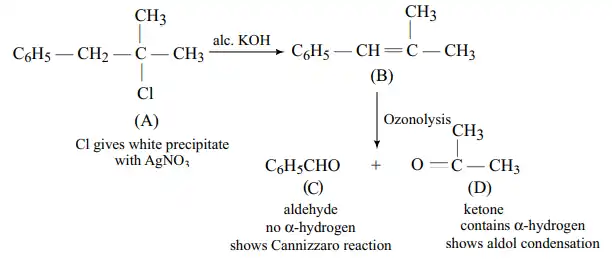 CH₃
C₆H₅ — CH₂ — C — CH₃
Cl
(A)
Cl gives white precipitate
with AgNO₃
alc. KOH
CH₃
C₆H₅ — CH = C — CH₃
(B)
Ozonolysis
C₆H₅CHO
(C)
aldehyde
no α-hydrogen
shows Cannizzaro reaction
+
CH₃
O = C — CH₃
(D)
ketone
contains α-hydrogen
shows aldol condensation